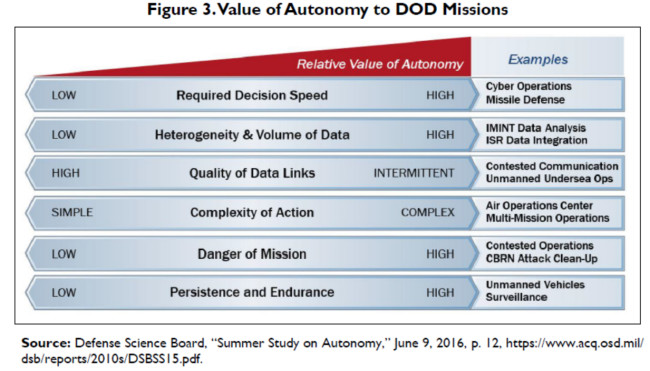 Figure 3. Value of Autonomy to DOD Missions
Relative Value of Autonomy
Examples
LOW Required Decision Speed HIGH
Cyber Operations
Missile Defense
LOW Heterogeneity & Volume of Data HIGH
IMINT Data Analysis
ISR Data Integration
HIGH Quality of Data Links INTERMITTENT
Contested Communication
Unmanned Undersea Ops
SIMPLE Complexity of Action COMPLEX
Air Operations Center
Multi-Mission Operations
LOW Danger of Mission HIGH
Contested Operations
CBRN Attack Clean-Up
LOW Persistence and Endurance HIGH
Unmanned Vehicles
Surveillance
Source: Defense Science Board, “Summer Study on Autonomy,” June 9, 2016, p. 12, https://www.acq.osd.mil/
dsb/reports/2010s/DSBSS15.pdf.